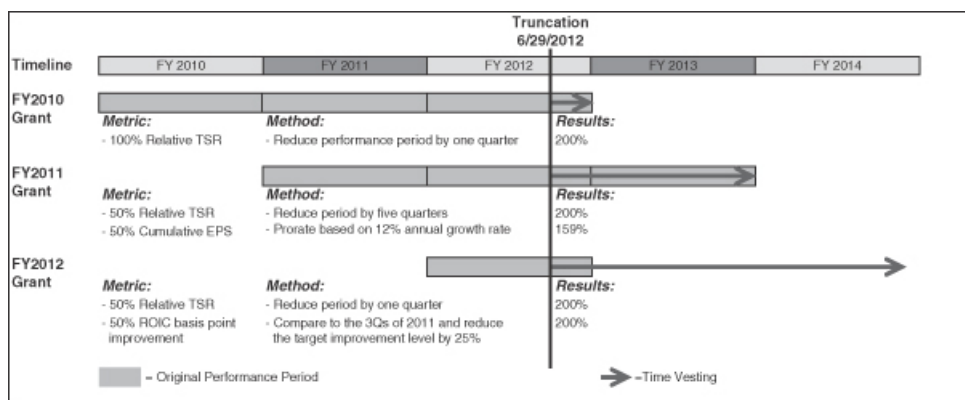 Truncation
6/29/2012
Timeline FY 2010 FY 2011 FY 2012 FY 2013 FY 2014
FY2010
Grant
Metric: Method: Results:
- 100% Relative TSR - Reduce performance period by one quarter 200%
FY2011
Grant
Metric: Method: Results:
- 50% Relative TSR - Reduce period by five quarters 200%
- 50% Cumulative EPS - Prorate based on 12% annual growth rate 159%
FY2012
Grant
Metric: Method: Results:
- 50% Relative TSR - Reduce period by one quarter 200%
- 50% ROIC basis point - Compare to the 3Qs of 2011 and reduce 200%
improvement the target improvement level by 25%
= Original Performance Period =Time Vesting